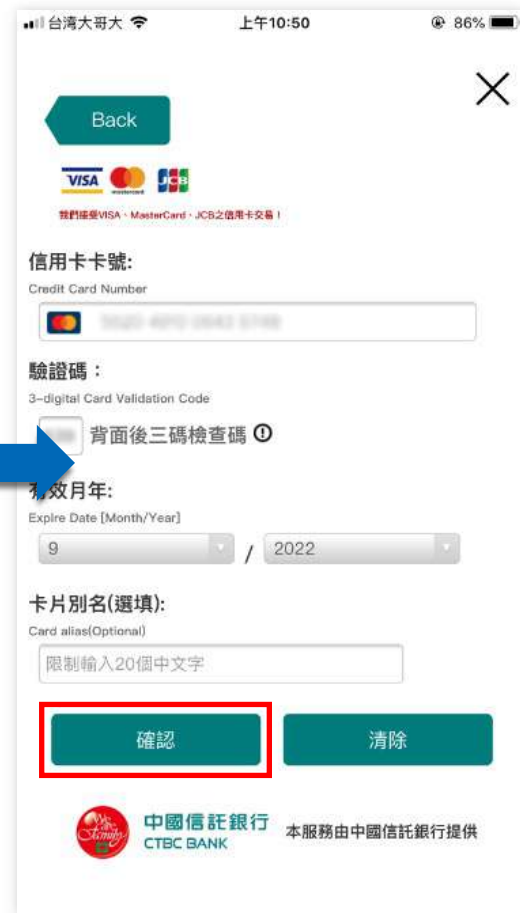 台湾大哥大 上午10:50 86%
Back
VISA mastercard JCB
我們接受VISA、MasterCard、JCB之信用卡交易！
信用卡卡號:
Credit Card Number
驗證碼：
3-digital Card Validation Code
背面後三碼檢查碼
有效月年:
Expire Date [Month/Year]
9 / 2022
卡片別名(選填):
Card alias(Optional)
限制輸入20個中文字
確認 清除
We are Family 中國信託銀行 本服務由中國信託銀行提供
CTBC BANK